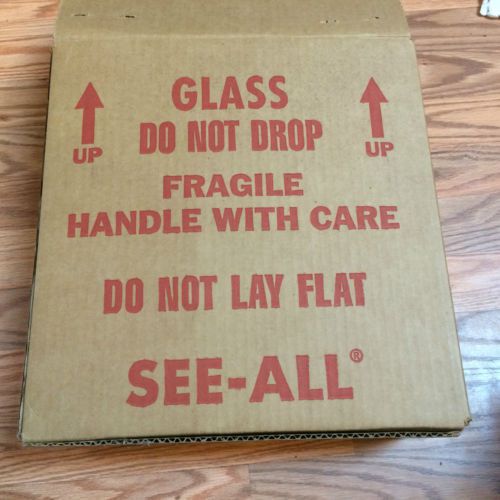 GLASS
DO NOT DROP
UP
UP
FRAGILE
HANDLE WITH CARE
DO NOT LAY FLAT
SEE-ALL®